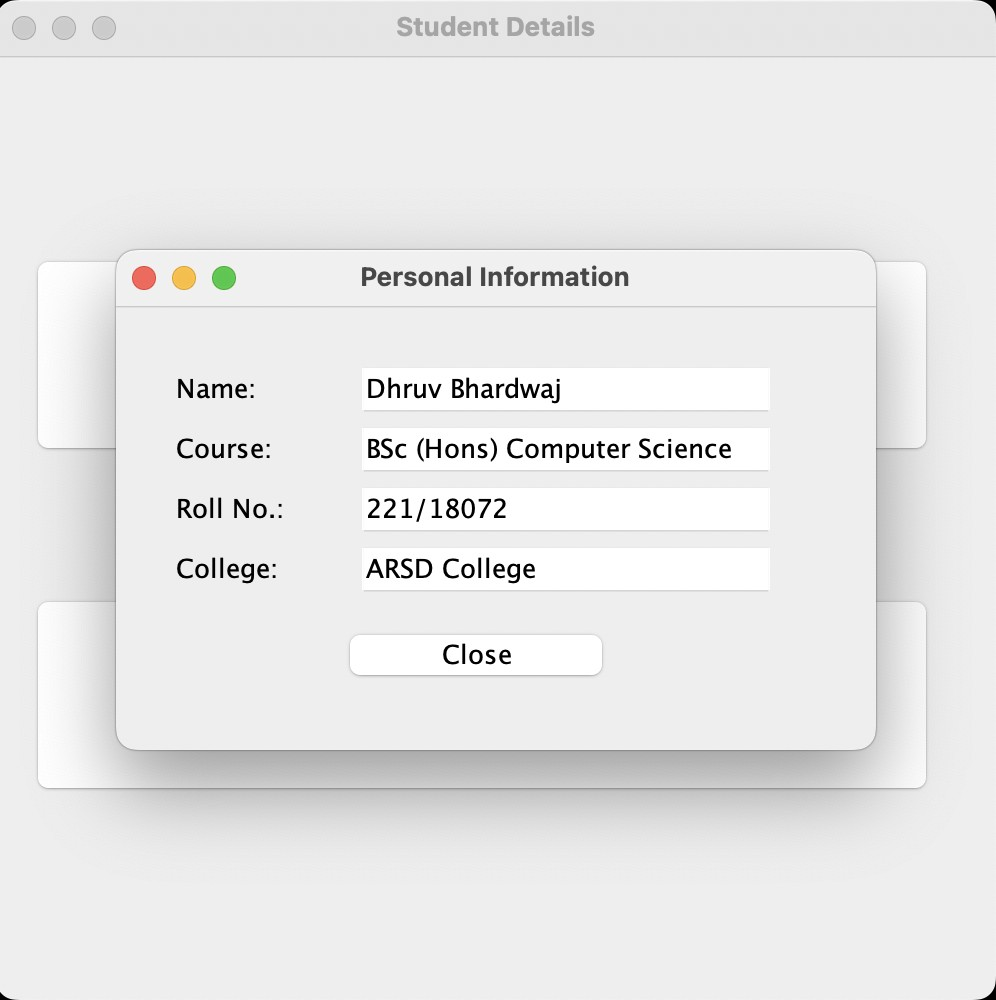 Student Details
Personal Information
Name: Dhruv Bhardwaj
Course: BSc (Hons) Computer Science
Roll No.: 221/18072
College: ARSD College
Close